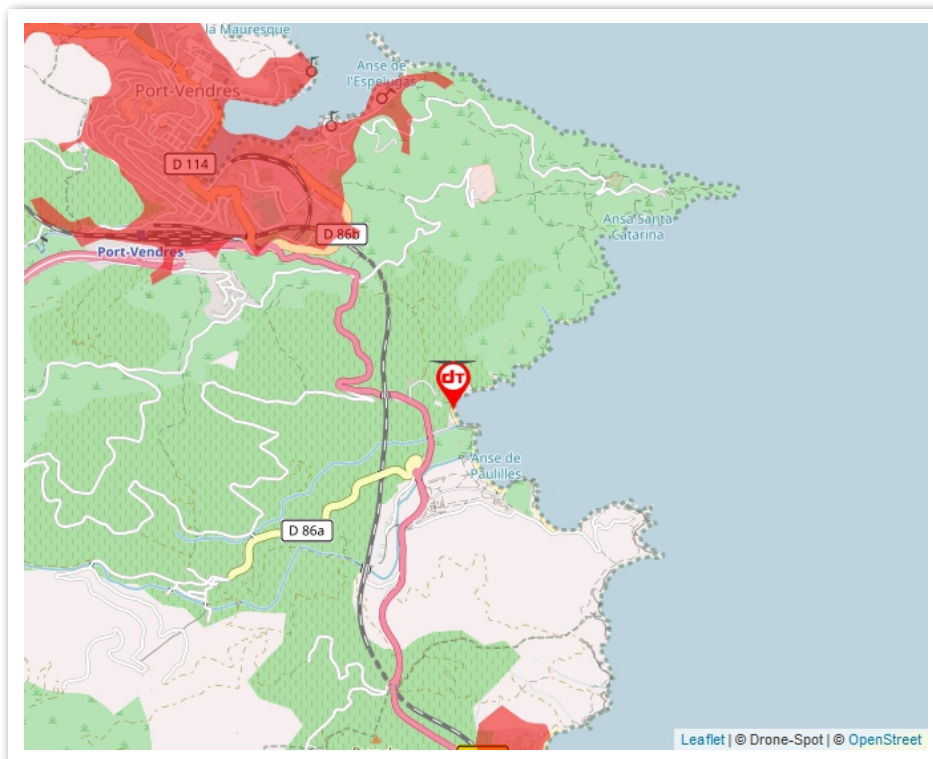 la Mauresque
Anse de
l'Espelugas
Port-Vendres
D 114
Ansa Santa
Catarina
D 86b
Port-Vendres
dT
Anse de
Paulilles
D 86a
Leaflet | © Drone-Spot | © OpenStreet